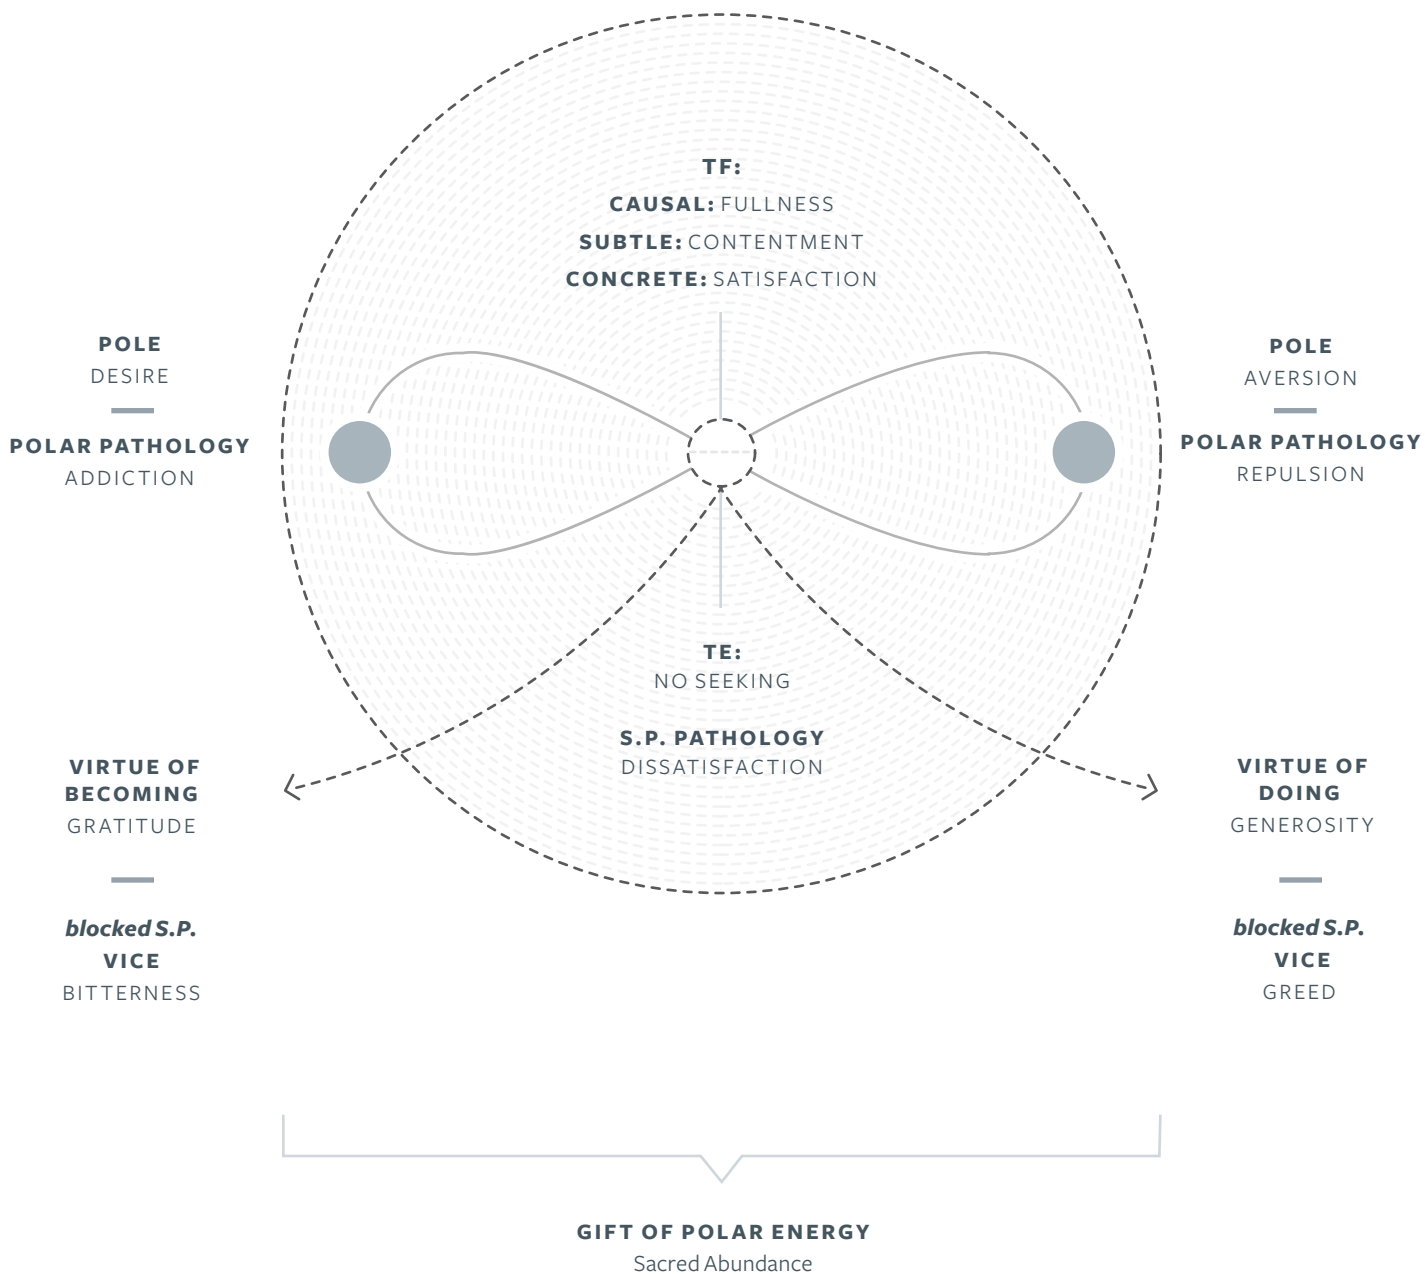 TF:
CAUSAL: FULLNESS
SUBTLE: CONTENTMENT
CONCRETE: SATISFACTION
POLE
DESIRE
POLAR PATHOLOGY
ADDICTION
POLE
AVERSION
POLAR PATHOLOGY
REPULSION
TE:
NO SEEKING
S.P. PATHOLOGY
DISSATISFACTION
VIRTUE OF
BECOMING
GRATITUDE
blocked S.P.
VICE
BITTERNESS
VIRTUE OF
DOING
GENEROSITY
blocked S.P.
VICE
GREED
GIFT OF POLAR ENERGY
Sacred Abundance